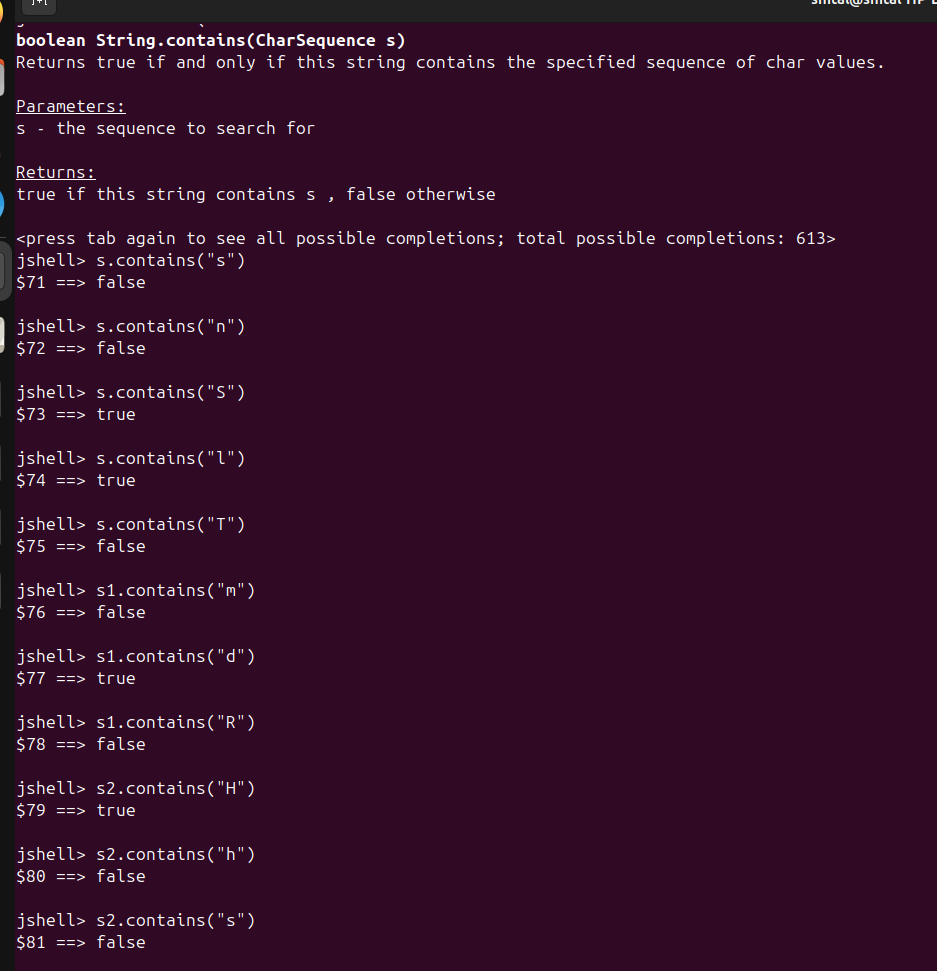 boolean String.contains(CharSequence s)
Returns true if and only if this string contains the specified sequence of char values.
Parameters:
s - the sequence to search for
Returns:
true if this string contains s , false otherwise
<press tab again to see all possible completions; total possible completions: 613>
jshell> s.contains("s")
$71 ==> false
jshell> s.contains("n")
$72 ==> false
jshell> s.contains("S")
$73 ==> true
jshell> s.contains("l")
$74 ==> true
jshell> s.contains("T")
$75 ==> false
jshell> s1.contains("m")
$76 ==> false
jshell> s1.contains("d")
$77 ==> true
jshell> s1.contains("R")
$78 ==> false
jshell> s2.contains("H")
$79 ==> true
jshell> s2.contains("h")
$80 ==> false
jshell> s2.contains("s")
$81 ==> false